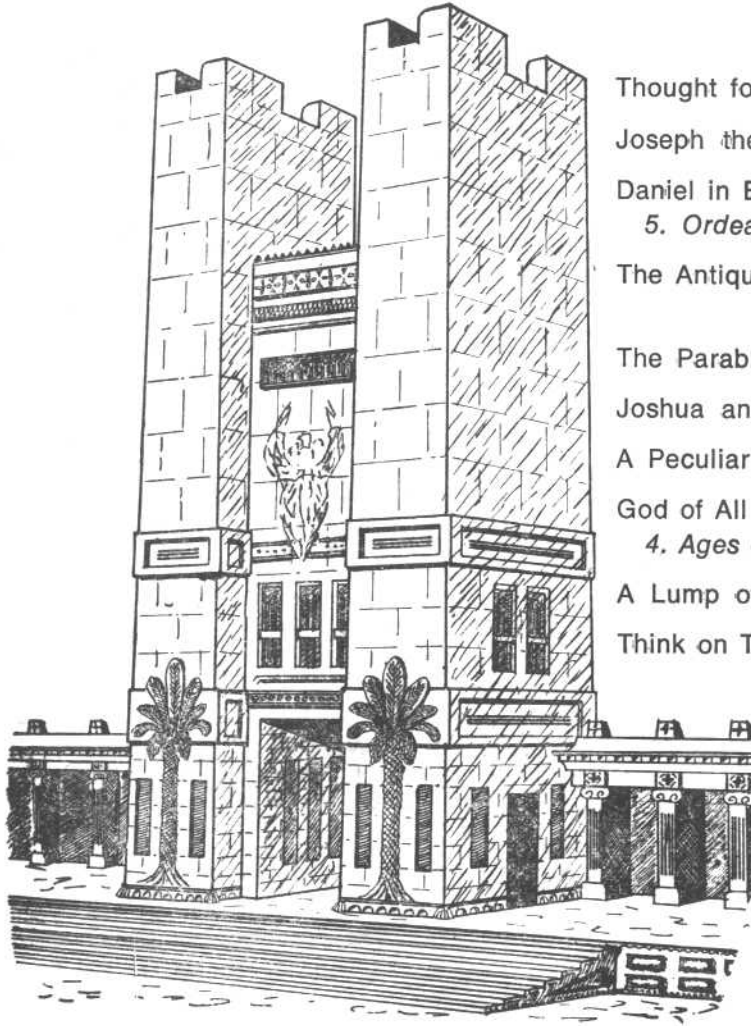 Thought fo
Joseph the
Daniel in
5. Ordea
The Antiqu
The Parab
Joshua an
A Peculiar
God of All
4. Ages
A Lump o
Think on T